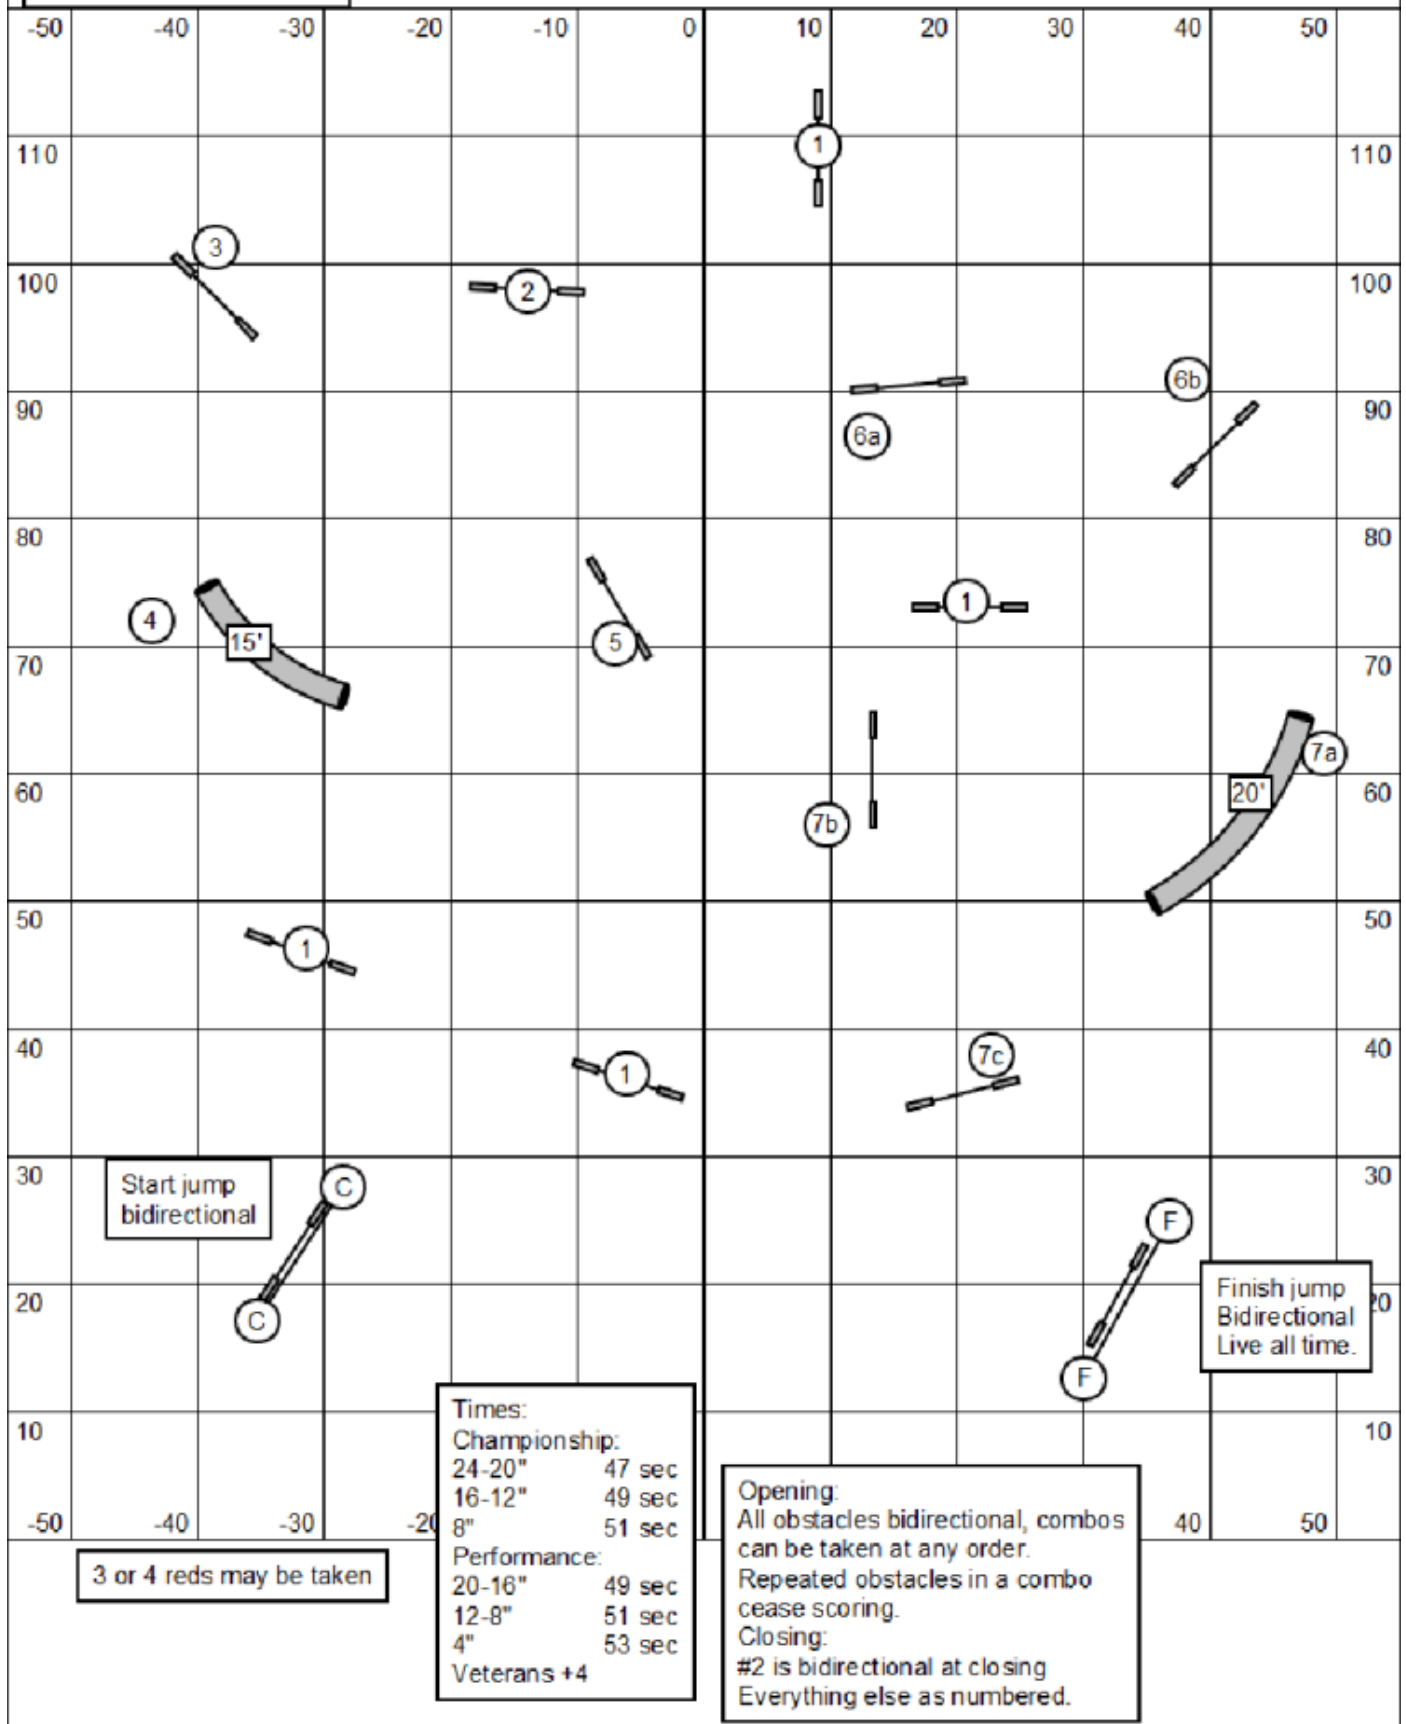 -50 -40 -30 -20 -10 0 10 20 30 40 50
110 1 110
3
100 2 100
6b
90 90
6a
80 80
1
4 15' 5
70 70
7a
60 20' 60
7b
50 50
1
40 7c 40
1
30 30
Start jump
bidirectional
C
F
20
C
Finish jump
Bidirectional
Live all time.
F
10 10
Times:
Championship:
24-20" 47 sec
16-12" 49 sec
8" 51 sec
Performance:
20-16" 49 sec
12-8" 51 sec
4" 53 sec
Veterans +4
Opening:
All obstacles bidirectional, combos
can be taken at any order.
Repeated obstacles in a combo
cease scoring.
Closing:
#2 is bidirectional at closing
Everything else as numbered.
-50 -40 -30 -20 40 50
3 or 4 reds may be taken